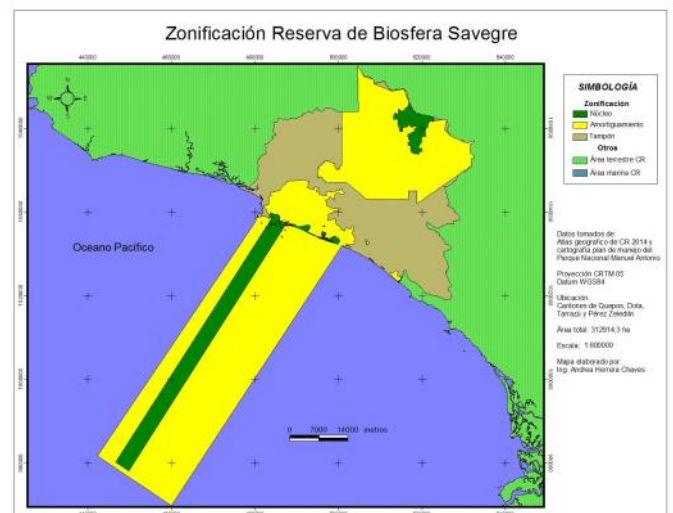 Zonificación Reserva de Biosfera Savegre
440000 460000 480000 500000 520000 540000
N
W E
S
Oceano Pacífico
0 7000 14000 metros
SIMBOLOGÍA
Zonificación
Núcleo
Amortiguamiento
Tampón
Otros
Área terrestre CR
Área marina CR
Datos tomados de:
Atlas geografico de CR 2014 y
cartografía plan de manejo del
Parque Nacional Manuel Antonio
Proyección CRTM 05
Datum WGS84
Ubicación:
Cantones de Quepos, Dota,
Tarrazú y Pérez Zeledón
Área total: 312914,3 ha
Escala: 1:600000
Mapa elaborado por:
Ing. Andrea Herrera Chaves